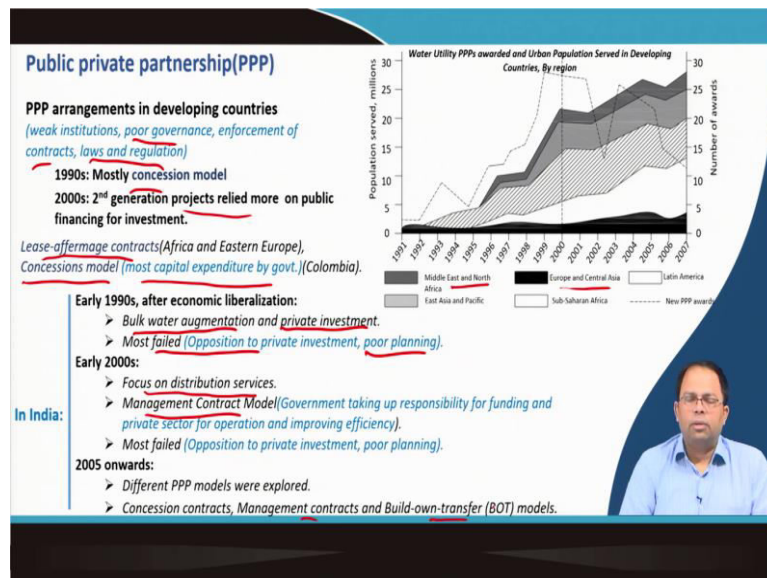 Public private partnership(PPP)
PPP arrangements in developing countries
(weak institutions, poor governance, enforcement of
contracts, laws and regulation)
1990s: Mostly concession model
2000s: 2nd generation projects relied more on public
financing for investment.
Lease-affermage contracts(Africa and Eastern Europe),
Concessions model (most capital expenditure by govt.)(Colombia).
Water Utility PPPs awarded and Urban Population Served in Developing
Countries, By region
Population served, millions
30
25
20
15
10
5
0
30
25
20
15
10
5
0
Number of awards
1991 1992 1993 1994 1995 1996 1997 1998 1999 2000 2001 2002 2003 2004 2005 2006 2007
Middle East and North
Africa
Europe and Central Asia
Latin America
East Asia and Pacific
Sub-Saharan Africa
New PPP awards
In India:
Early 1990s, after economic liberalization:
➢ Bulk water augmentation and private investment.
➢ Most failed (Opposition to private investment, poor planning).
Early 2000s:
➢ Focus on distribution services.
➢ Management Contract Model(Government taking up responsibility for funding and
private sector for operation and improving efficiency).
➢ Most failed (Opposition to private investment, poor planning).
2005 onwards:
➢ Different PPP models were explored.
➢ Concession contracts, Management contracts and Build-own-transfer (BOT) models.